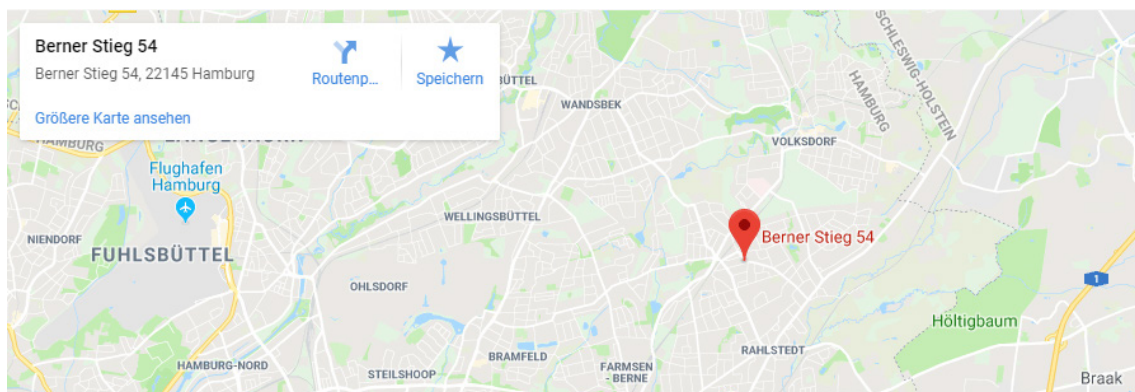 Berner Stieg 54
Berner Stieg 54, 22145 Hamburg
Routenp...
Speichern
Größere Karte ansehen
BÜTTEL
WANDSBEK
SCHLESWIG-HOLSTEIN
HAMBURG
VOLKSDORF
HAMBURG
Flughafen
Hamburg
WELLINGSBÜTTEL
NIENDORF
FUHLSBÜTTEL
Berner Stieg 54
OHLSDORF
1
Höltigbaum
HAMBURG-NORD
STEILSHOOP
BRAMFELD
FARMSEN
- BERNE
RAHLSTEDT
Braak